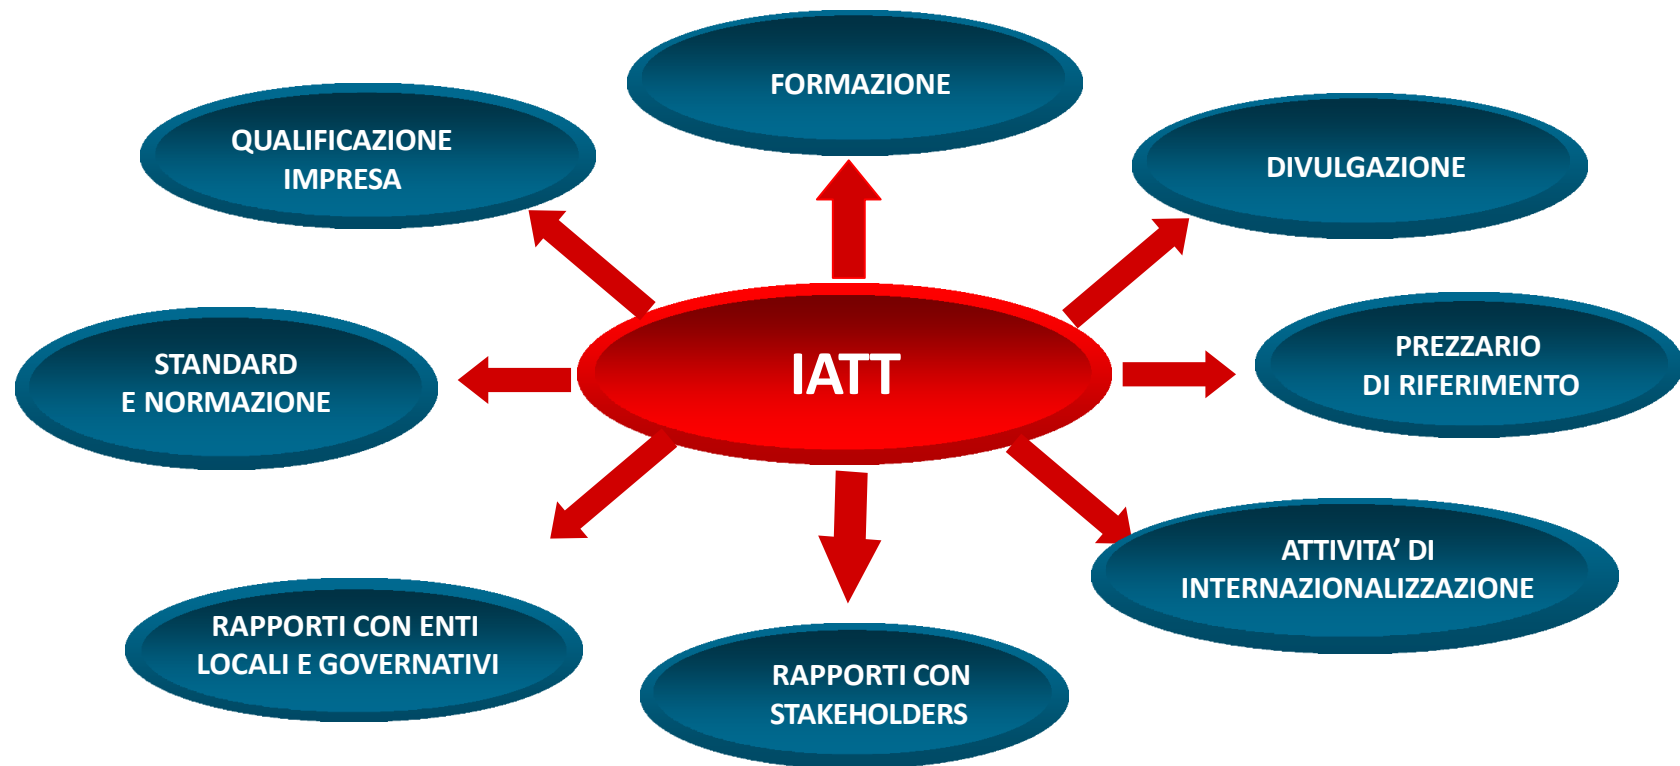 FORMAZIONE
QUALIFICAZIONE
IMPRESA
DIVULGAZIONE
IATT
STANDARD
E NORMAZIONE
PREZZARIO
DI RIFERIMENTO
ATTIVITA’ DI
INTERNAZIONALIZZAZIONE
RAPPORTI CON ENTI
LOCALI E GOVERNATIVI
RAPPORTI CON
STAKEHOLDERS